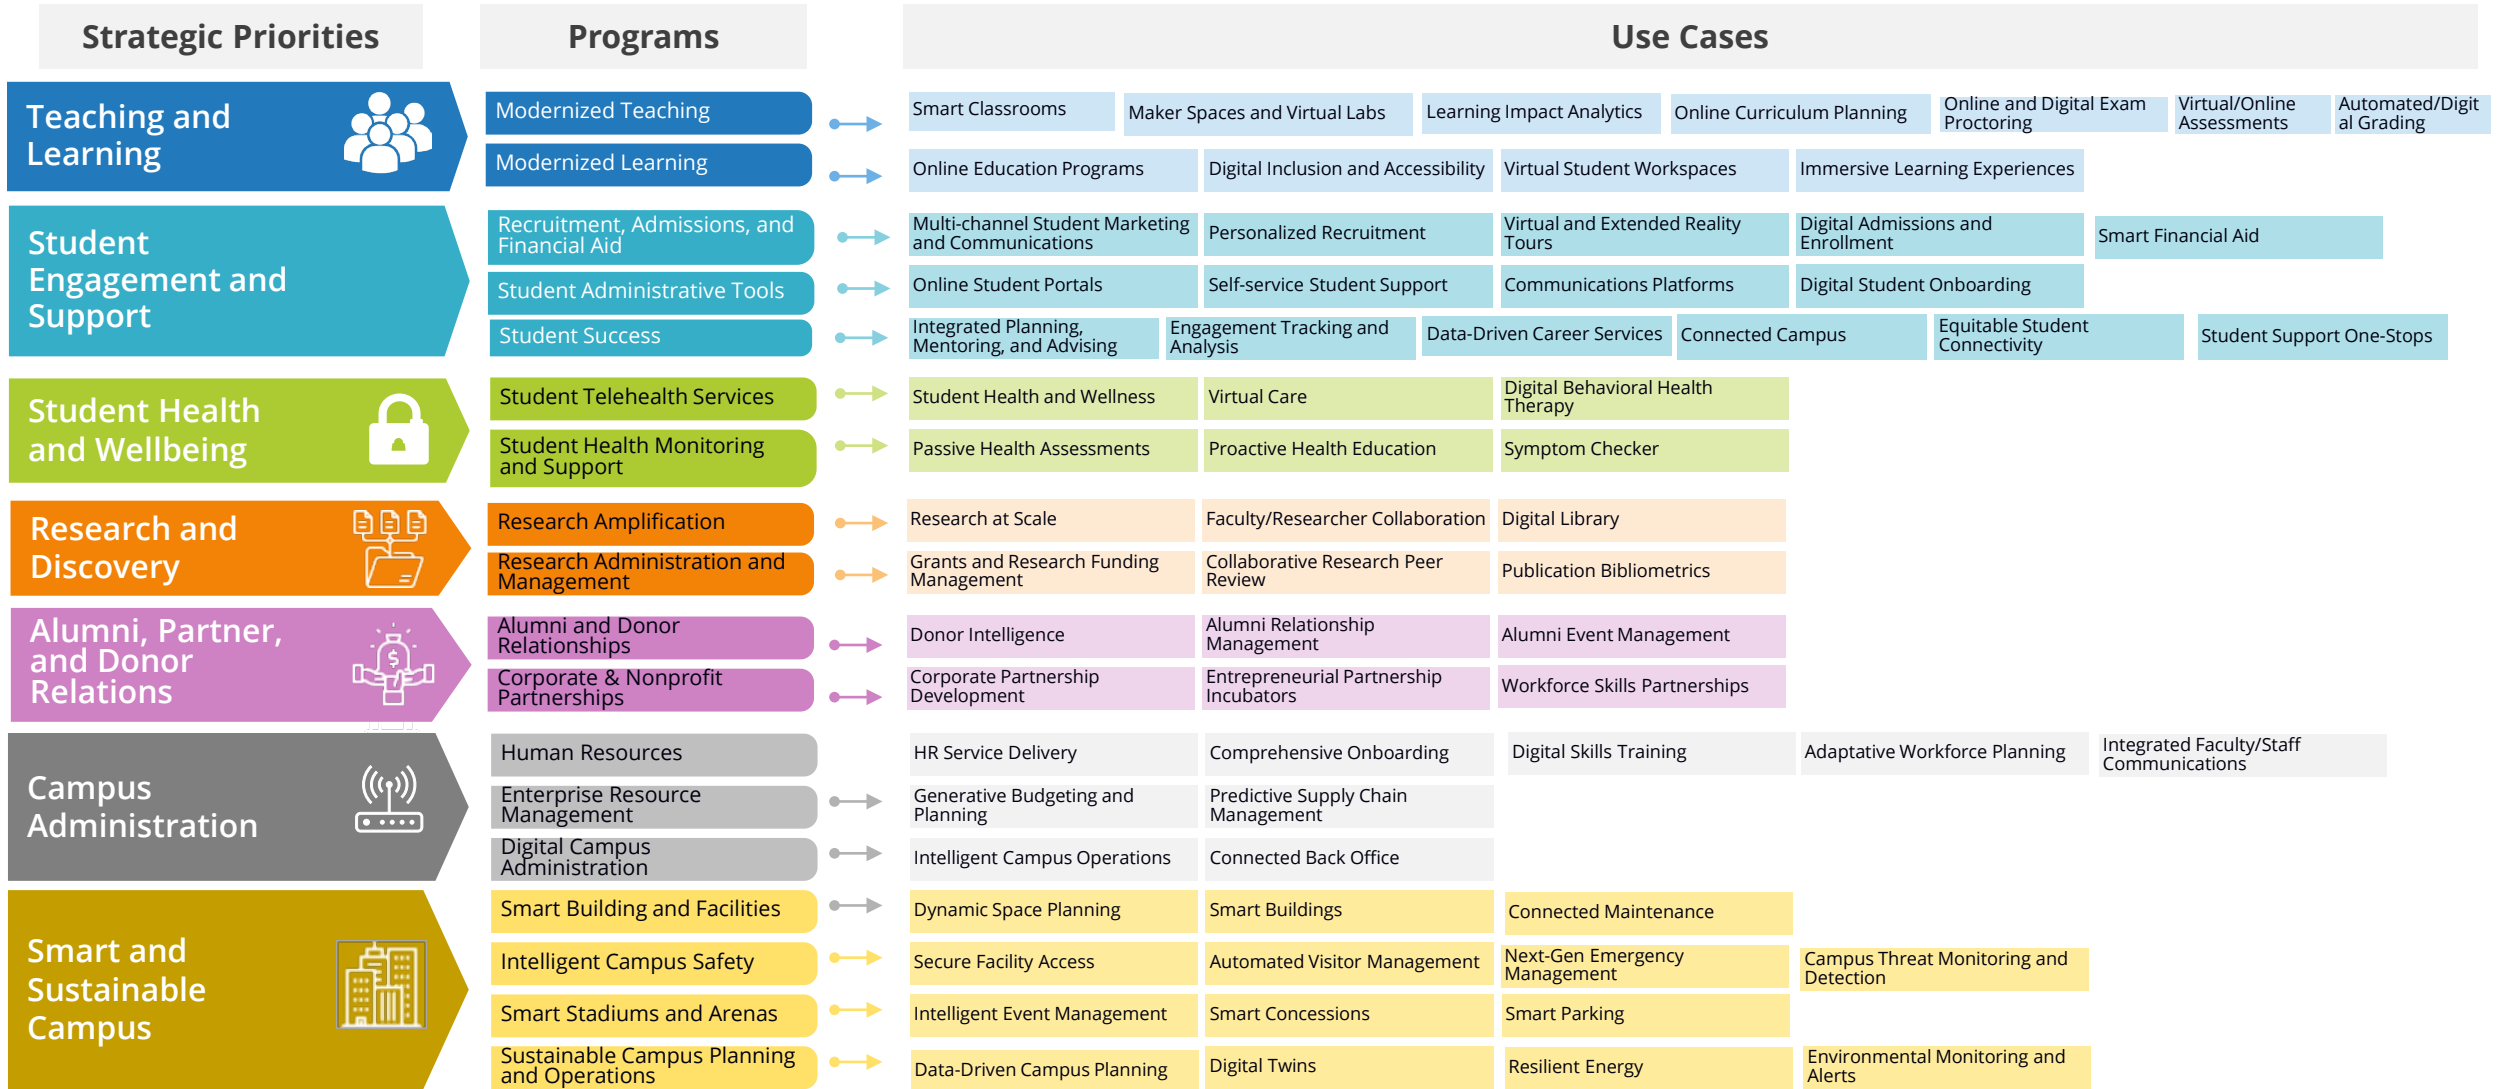 Strategic Priorities
Programs
Use Cases
Teaching and
Learning
Modernized Teaching
Smart Classrooms
Maker Spaces and Virtual Labs
Learning Impact Analytics
Online Curriculum Planning
Online and Digital Exam
Proctoring
Virtual/Online
Assessments
Automated/Digit
al Grading
Modernized Learning
Online Education Programs
Digital Inclusion and Accessibility
Virtual Student Workspaces
Immersive Learning Experiences
Student
Engagement and
Support
Recruitment, Admissions, and
Financial Aid
Multi-channel Student Marketing
and Communications
Personalized Recruitment
Virtual and Extended Reality
Tours
Digital Admissions and
Enrollment
Smart Financial Aid
Student Administrative Tools
Online Student Portals
Self-service Student Support
Communications Platforms
Digital Student Onboarding
Student Success
Integrated Planning,
Mentoring, and Advising
Engagement Tracking and
Analysis
Data-Driven Career Services
Connected Campus
Equitable Student
Connectivity
Student Support One-Stops
Student Health
and Wellbeing
Student Telehealth Services
Student Health and Wellness
Virtual Care
Digital Behavioral Health
Therapy
Student Health Monitoring
and Support
Passive Health Assessments
Proactive Health Education
Symptom Checker
Research and
Discovery
Research Amplification
Research at Scale
Faculty/Researcher Collaboration
Digital Library
Research Administration and
Management
Grants and Research Funding
Management
Collaborative Research Peer
Review
Publication Bibliometrics
Alumni, Partner,
and Donor
Relations
$
Alumni and Donor
Relationships
Donor Intelligence
Alumni Relationship
Management
Alumni Event Management
Corporate & Nonprofit
Partnerships
Corporate Partnership
Development
Entrepreneurial Partnership
Incubators
Workforce Skills Partnerships
Campus
Administration
Human Resources
HR Service Delivery
Comprehensive Onboarding
Digital Skills Training
Adaptative Workforce Planning
Integrated Faculty/Staff
Communications
Enterprise Resource
Management
Generative Budgeting and
Planning
Predictive Supply Chain
Management
Digital Campus
Administration
Intelligent Campus Operations
Connected Back Office
Smart and
Sustainable
Campus
Smart Building and Facilities
Dynamic Space Planning
Smart Buildings
Connected Maintenance
Intelligent Campus Safety
Secure Facility Access
Automated Visitor Management
Next-Gen Emergency
Management
Campus Threat Monitoring and
Detection
Smart Stadiums and Arenas
Intelligent Event Management
Smart Concessions
Smart Parking
Sustainable Campus Planning
and Operations
Data-Driven Campus Planning
Digital Twins
Resilient Energy
Environmental Monitoring and
Alerts